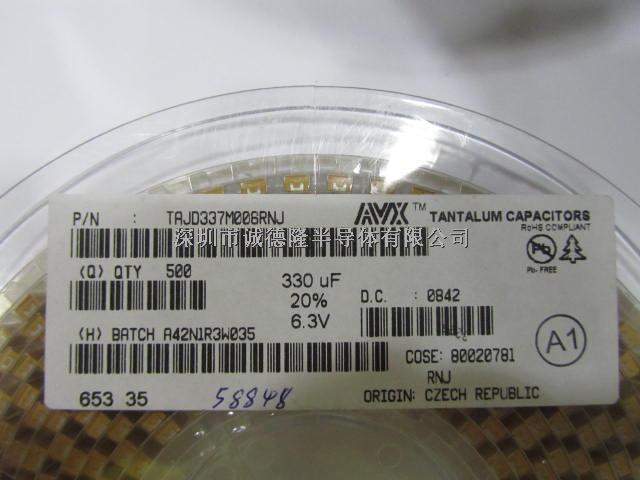 P/N : TAJD337M006RNJ AVX™ TANTALUM CAPACITORS
RoHS COMPLIANT
深圳市诚德隆半导体有限公司
Pb
Pb- FREE
(Q) QTY 500
330 uF
20%
6.3V
D.C. : 0842
(H) BATCH A42N1R3W035
COSE: 80020781
A1
RNJ
653 35
58848
ORIGIN: CZECH REPUBLIC